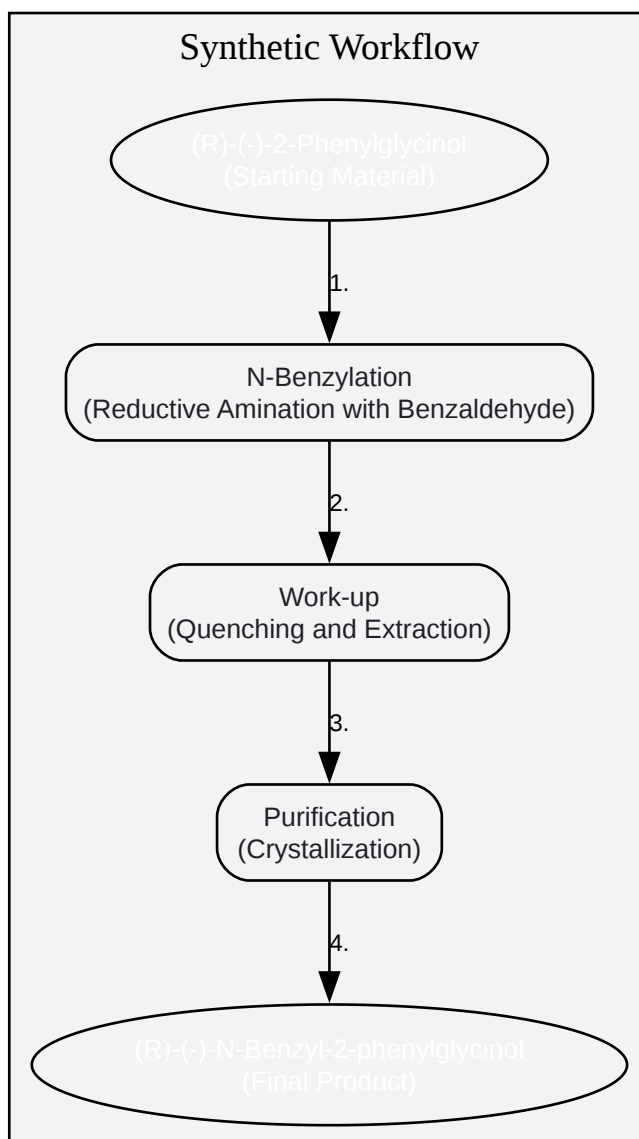 Synthetic Workflow
(R)-(-)-2-Phenylglycinol
(Starting Material)
1.
N-Benzylation
(Reductive Amination with Benzaldehyde)
2.
Work-up
(Quenching and Extraction)
3.
Purification
(Crystallization)
4.
(R)-(-)-N-Benzyl-2-phenylglycinol
(Final Product)